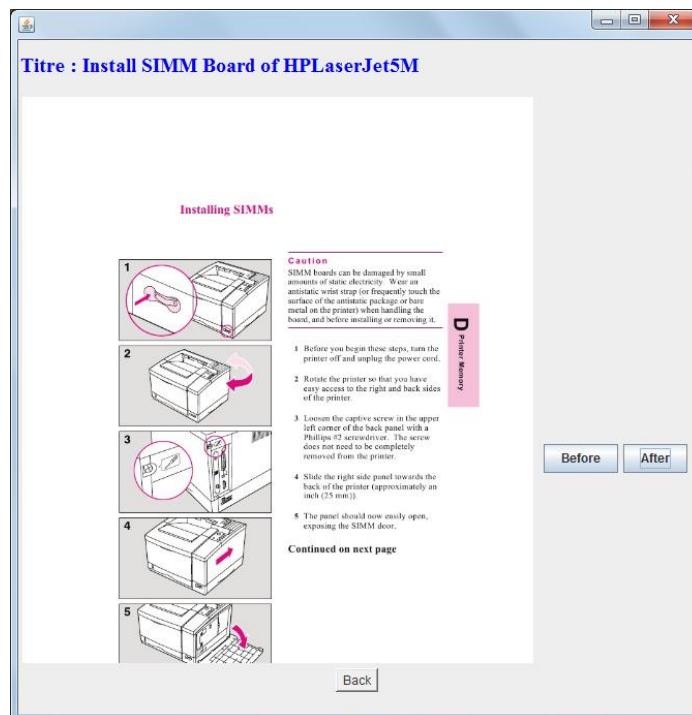 Titre : Install SIMM Board of HPLaserJet5M
Installing SIMMs
1
2
3
4
5
Caution
SIMM boards can be damaged by small
amounts of static electricity. Wear an
antistatic wrist strap (or frequently touch the
surface of the antistatic package or bare
metal on the printer) when handling the
board, and before installing or removing it.
1 Before you begin these steps, turn the
printer off and unplug the power cord.
2 Rotate the printer so that you have
easy access to the right and back sides
of the printer.
3 Loosen the captive screw in the upper
left corner of the back panel with a
Phillips #2 screwdriver. The screw
does not need to be completely
removed from the printer.
4 Slide the right side panel towards the
back of the printer (approximately an
inch (25 mm)).
5 The panel should now easily open,
exposing the SIMM door.
Continued on next page
D Printer Memory
Before
After
Back